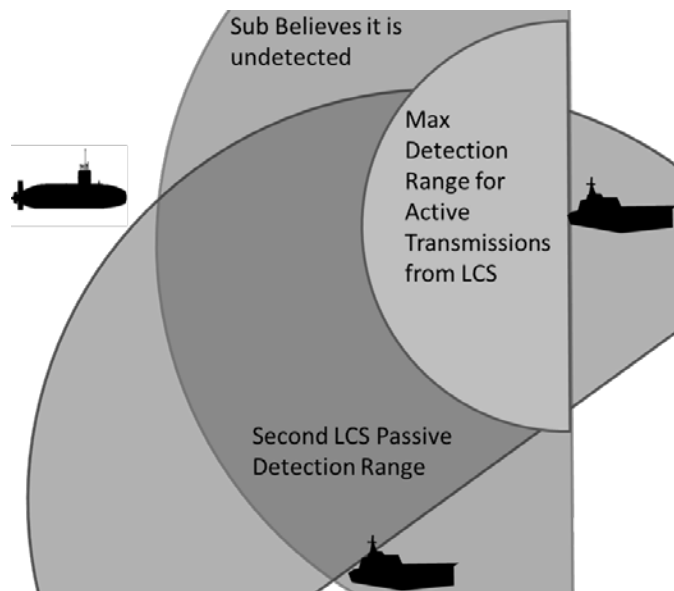 Sub Believes it is
undetected
Max
Detection
Range for
Active
Transmissions
from LCS
Second LCS Passive
Detection Range